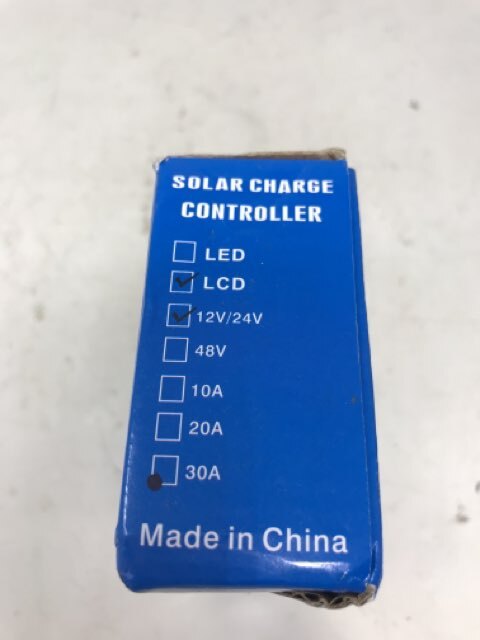 SOLAR CHARGE
CONTROLLER
LED
LCD
12V/24V
48V
10A
20A
30A
Made in China